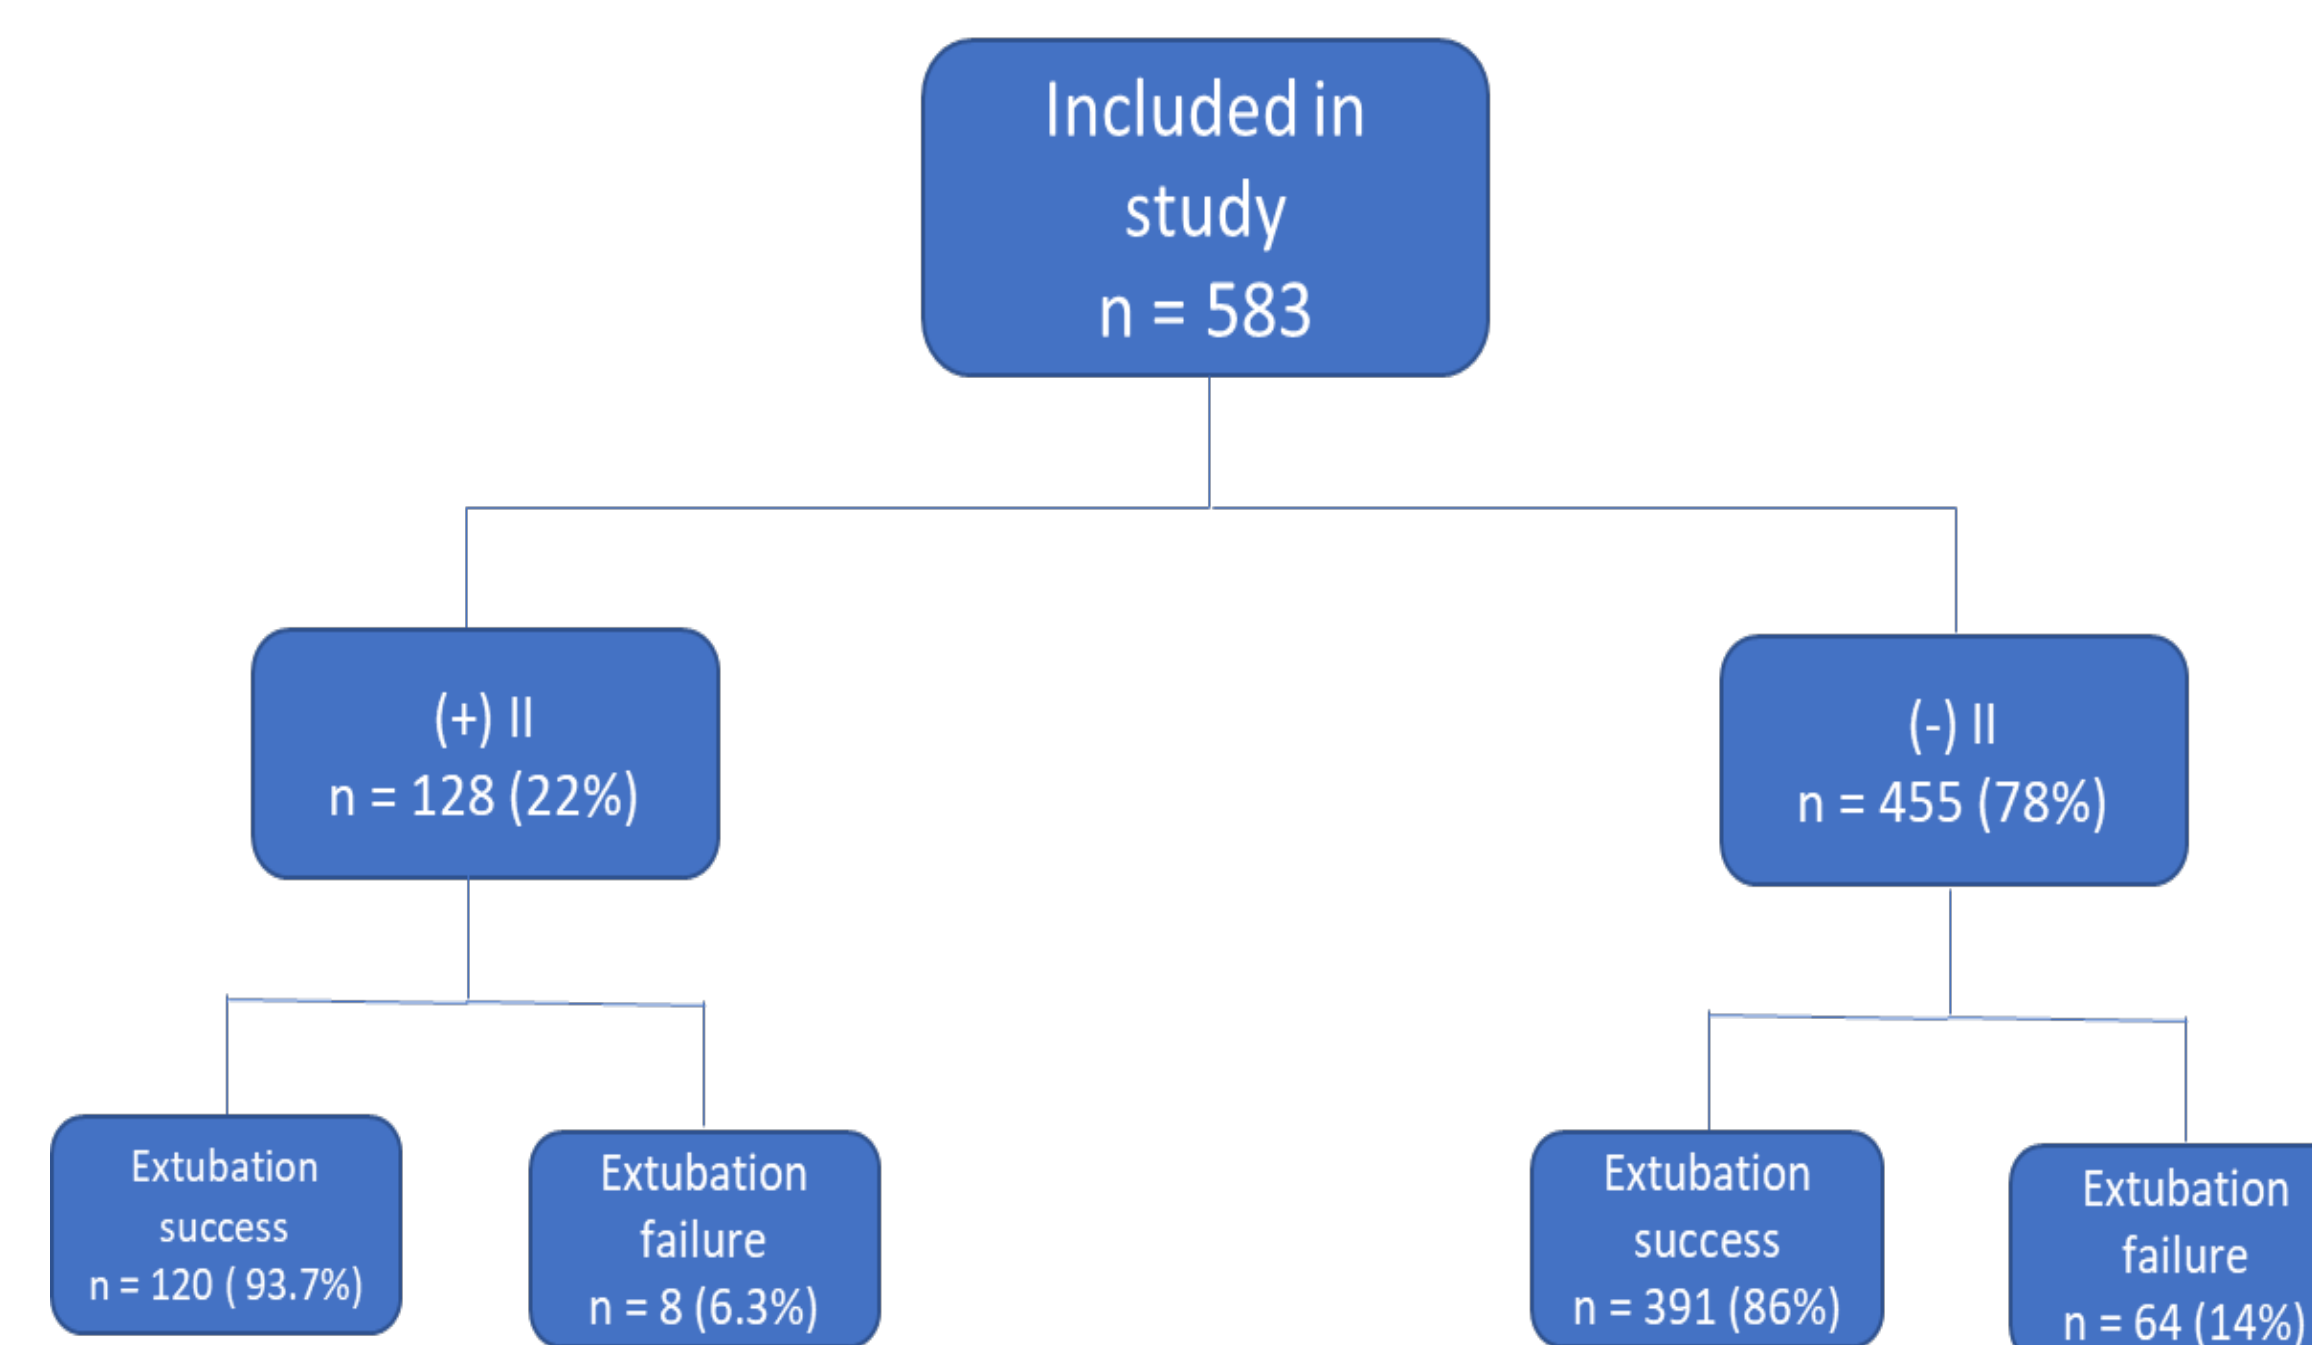 Included in
study
n = 583
(+) II
n = 128 (22%)
(-) II
n = 455 (78%)
Extubation
success
n = 120 ( 93.7%)
Extubation
failure
n = 8 (6.3%)
Extubation
success
n = 391 (86%)
Extubation
failure
n = 64 (14%)